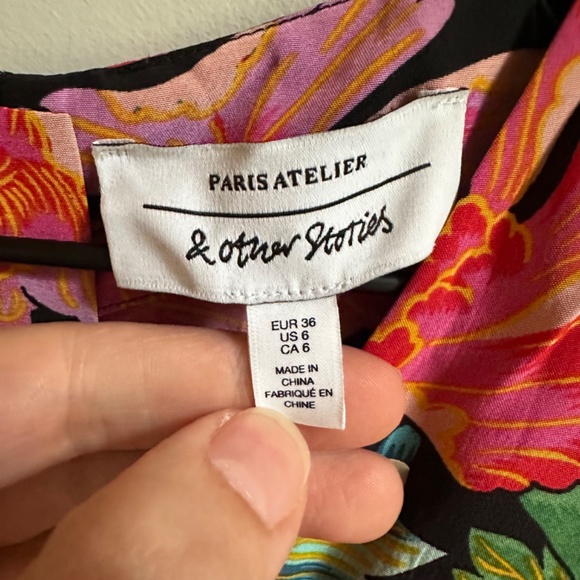 PARIS ATELIER
& other Stories
EUR 36
US 6
CA 6
MADE IN
CHINA
FABRIQUÉ EN
CHINE